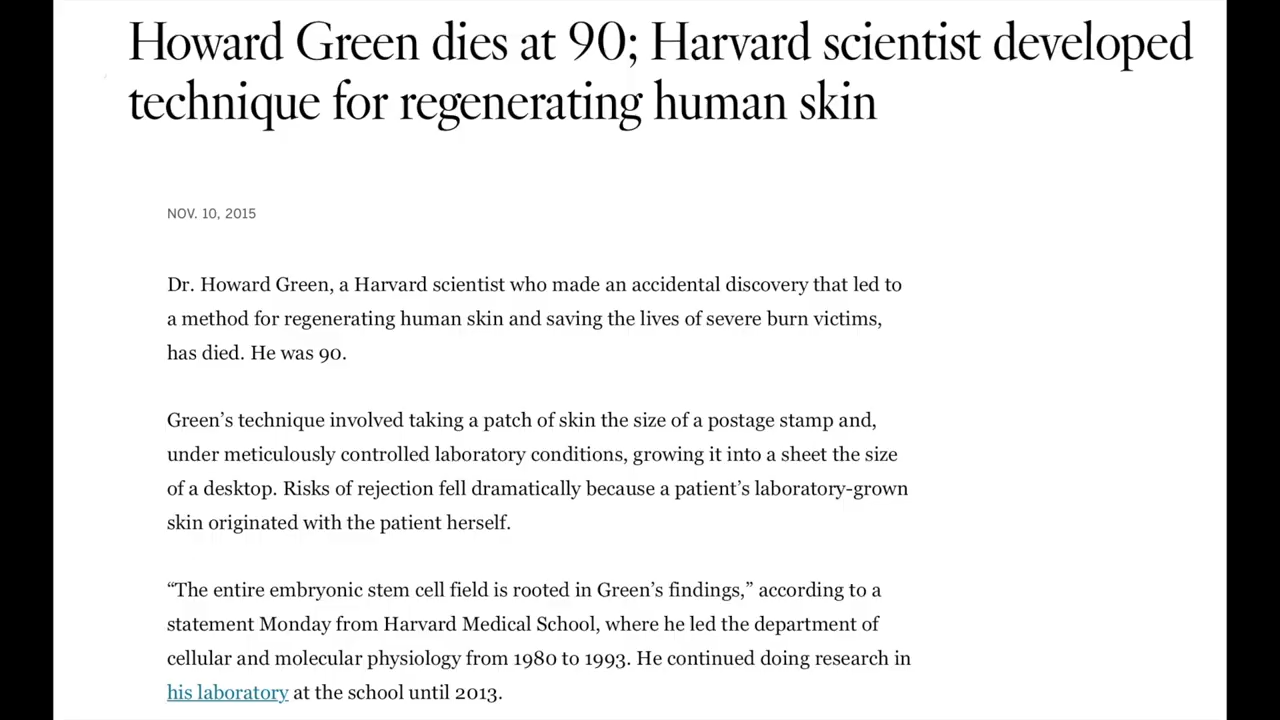 Howard Green dies at 90; Harvard scientist developed
technique for regenerating human skin
NOV. 10, 2015
Dr. Howard Green, a Harvard scientist who made an accidental discovery that led to
a method for regenerating human skin and saving the lives of severe burn victims,
has died. He was 90.
Green’s technique involved taking a patch of skin the size of a postage stamp and,
under meticulously controlled laboratory conditions, growing it into a sheet the size
of a desktop. Risks of rejection fell dramatically because a patient’s laboratory-grown
skin originated with the patient herself.
“The entire embryonic stem cell field is rooted in Green’s findings,” according to a
statement Monday from Harvard Medical School, where he led the department of
cellular and molecular physiology from 1980 to 1993. He continued doing research in
his laboratory at the school until 2013.